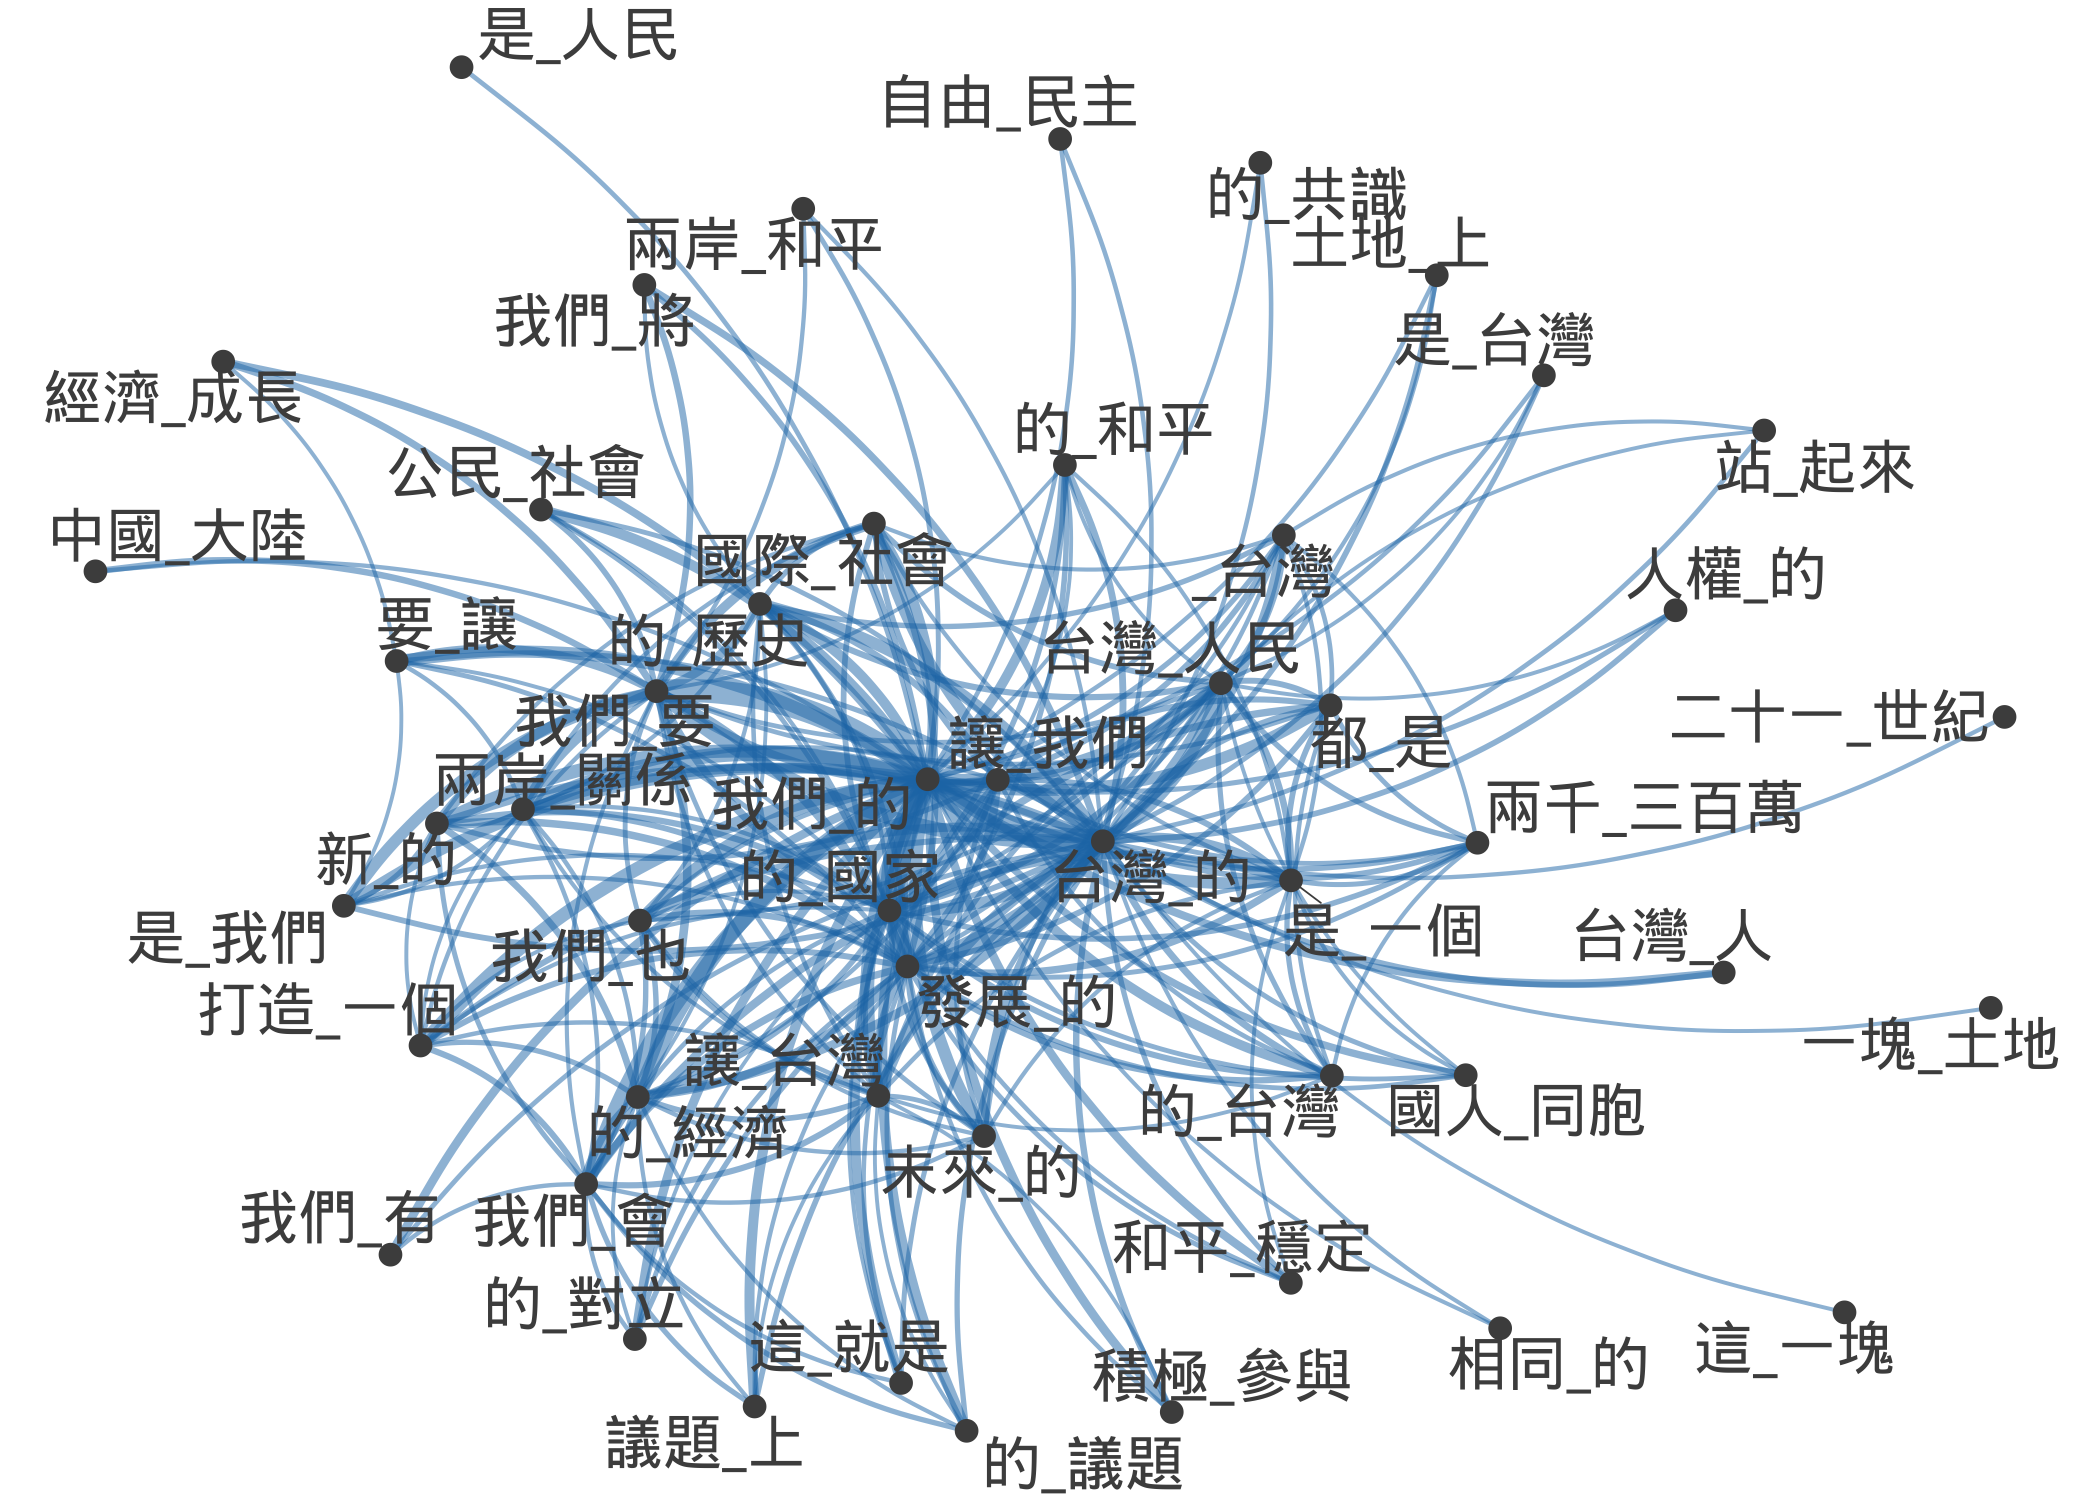 是_人民
自由_民主
的_共識
土地_上
兩岸_和平
我們_將
是_台灣
經濟_成長
的_和平
站_起來
公民_社會
中國_大陸
國際_社會
_台灣
人權_的
要_讓
的_歷史
台灣_人民
我們_要
二十一_世紀
讓_我們
都_是
兩岸_關係
我們_的
兩千_三百萬
新_的
的_國家
台灣_的
是_我們
我們_也
是_一個
台灣_人
打造_一個
發展_的
一塊_土地
讓_台灣
的_經濟
的_台灣
國人_同胞
未來_的
我們_有
我們_會
和平_穩定
的_對立
這_就是
積極_參與
相同_的
這_一塊
議題_上
的_議題